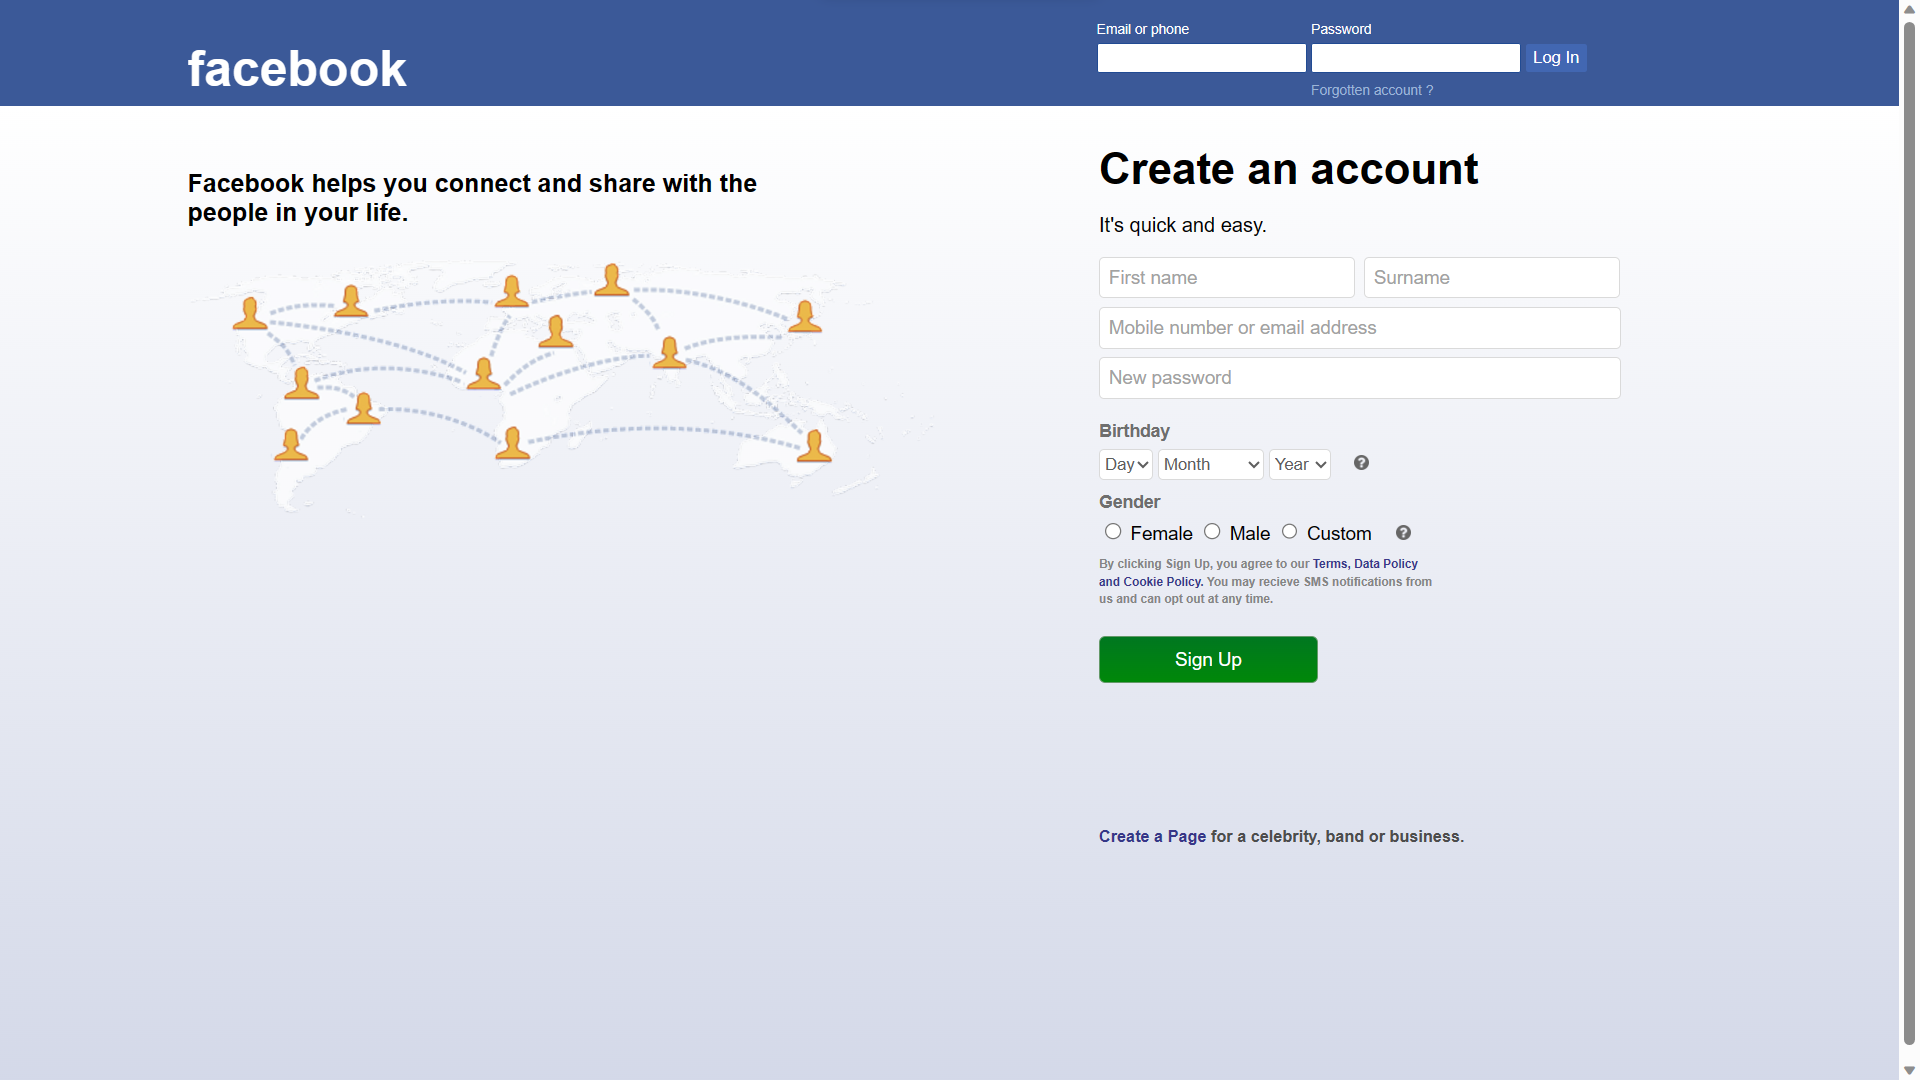 Email or phone
Password
facebook
Log In
Forgotten account ?
Facebook helps you connect and share with the
people in your life.
Create an account
It's quick and easy.
First name
Surname
Mobile number or email address
New password
Birthday
Day
Month
Year
?
Gender
Female
Male
Custom
?
By clicking Sign Up, you agree to our Terms, Data Policy
and Cookie Policy. You may recieve SMS notifications from
us and can opt out at any time.
Sign Up
Create a Page for a celebrity, band or business.